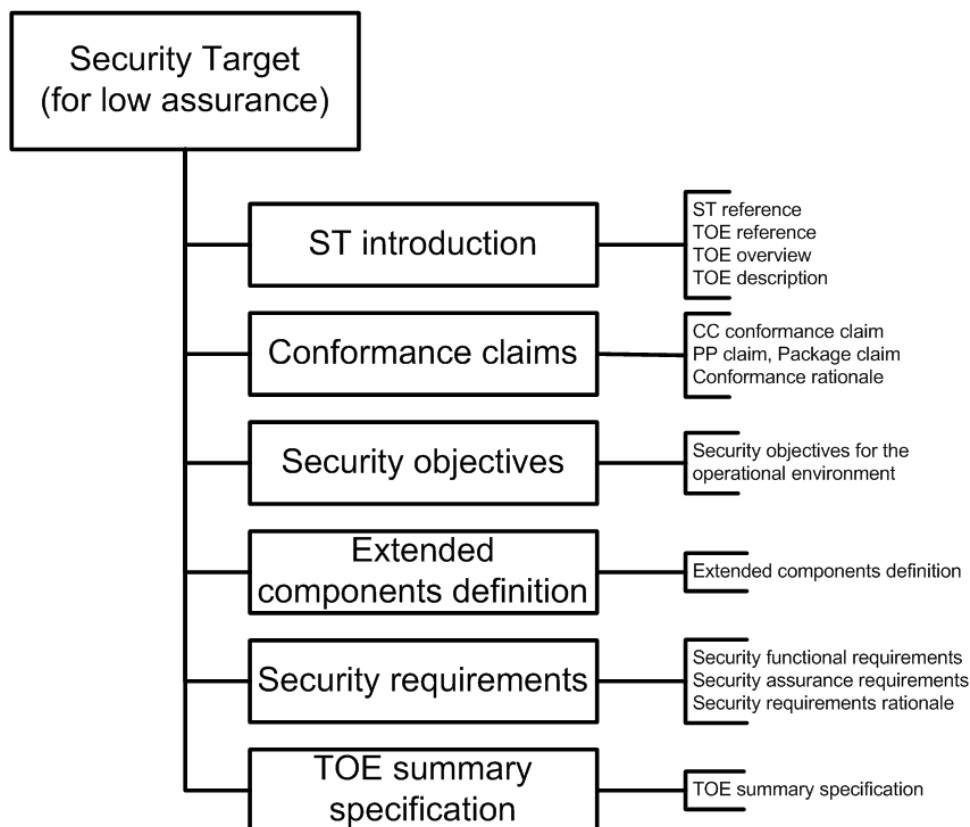 Security Target
(for low assurance)
ST introduction
ST reference
TOE reference
TOE overview
TOE description
Conformance claims
CC conformance claim
PP claim, Package claim
Conformance rationale
Security objectives
Security objectives for the
operational environment
Extended
components definition
Extended components definition
Security requirements
Security functional requirements
Security assurance requirements
Security requirements rationale
TOE summary
specification
TOE summary specification